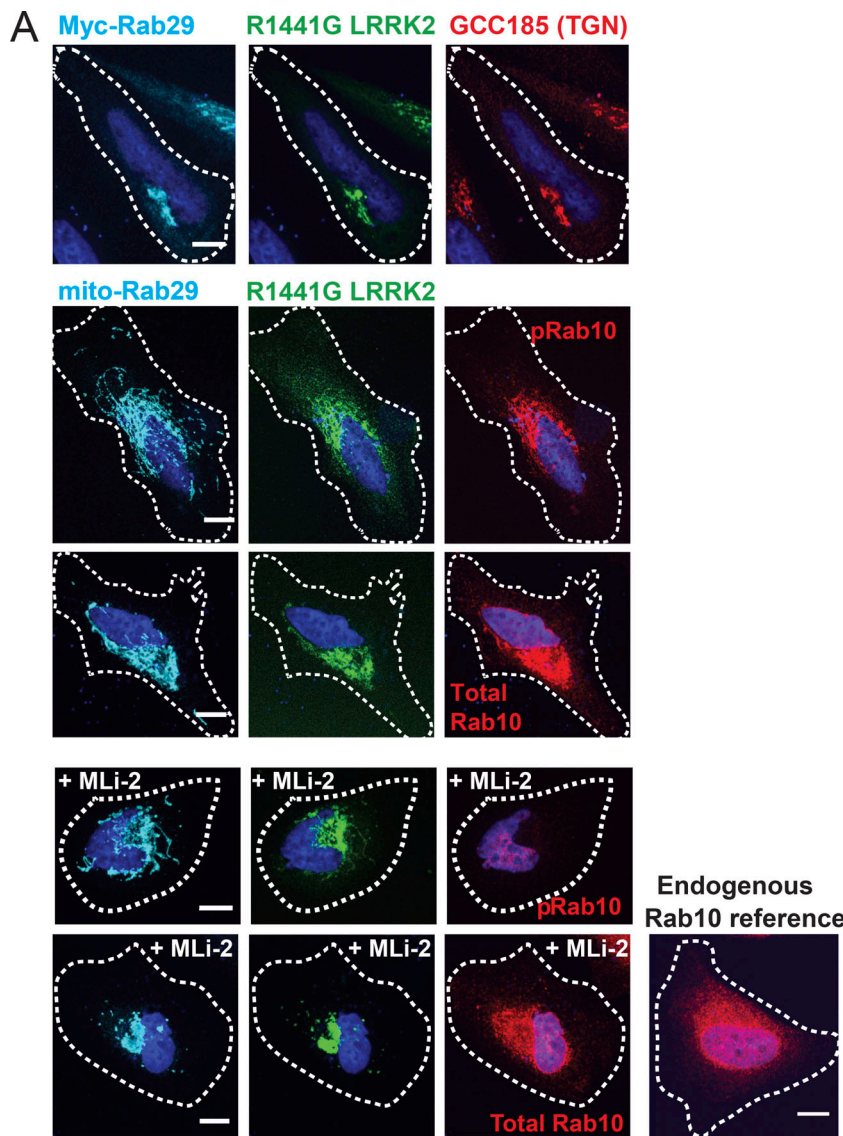 A
Myc-Rab29 R1441G LRRK2 GCC185 (TGN)
mito-Rab29 R1441G LRRK2
pRab10
Total
Rab10
+ MLi-2 + MLi-2 + MLi-2
pRab10
Endogenous
Rab10 reference
+ MLi-2 + MLi-2 + MLi-2
Total Rab10